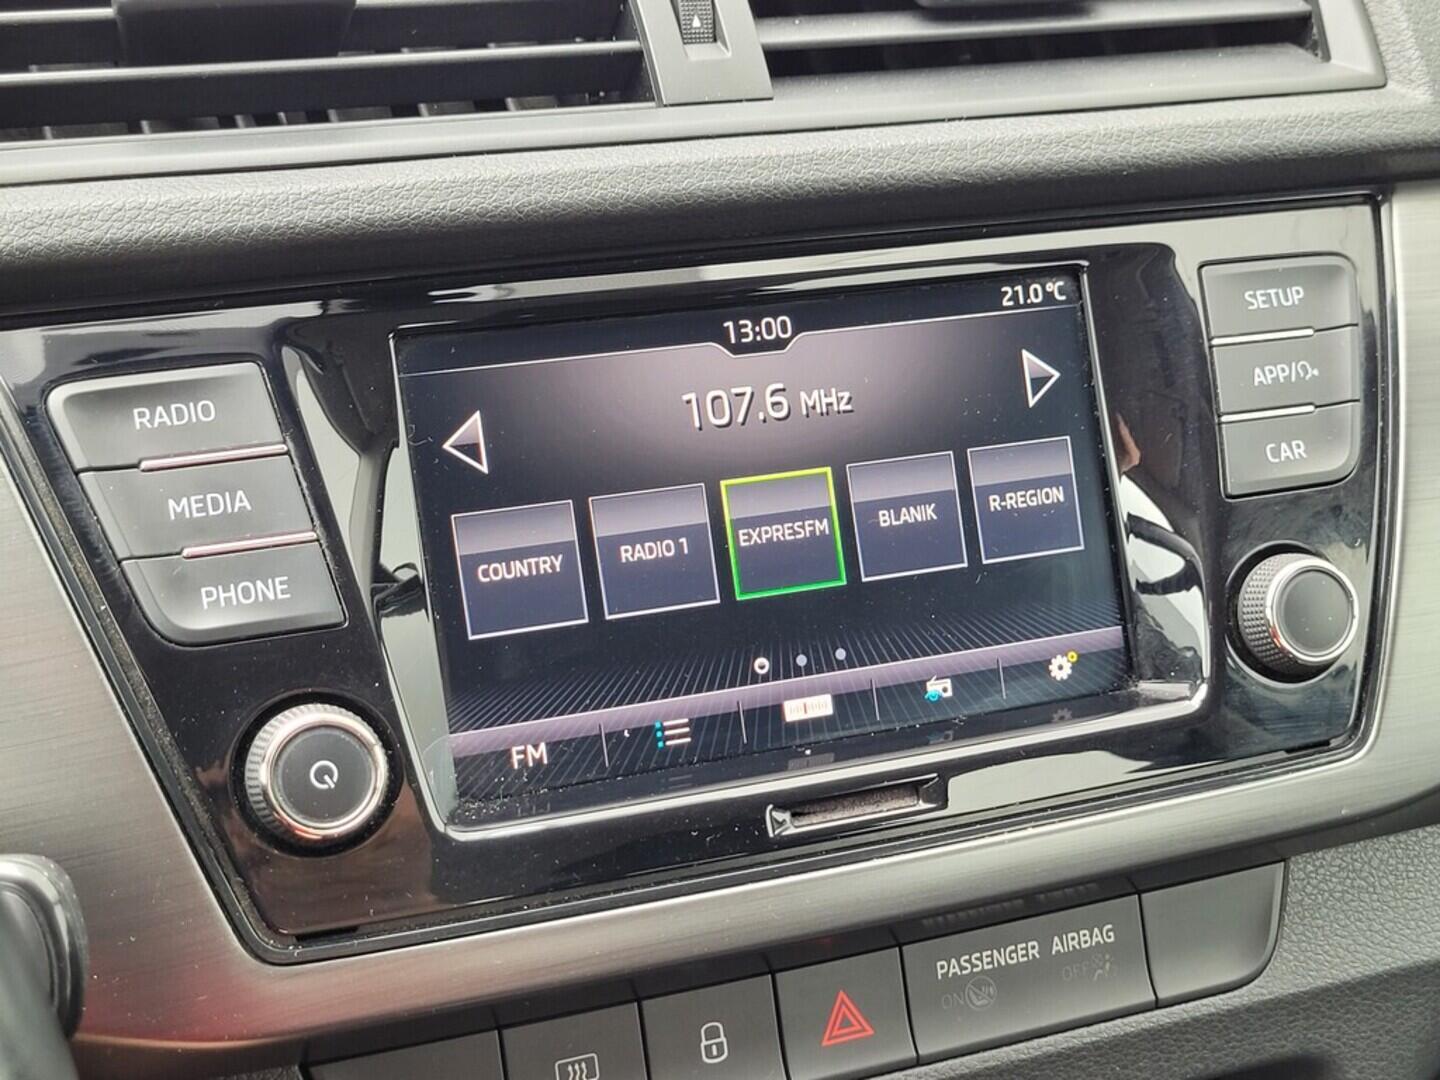 21.0°C
13:00
107.6 MHz
RADIO
MEDIA
PHONE
COUNTRY
RADIO 1
EXPRESFM
BLANIK
R-REGION
FM
SETUP
APP/
CAR
PASSENGER AIRBAG
ON
OFF